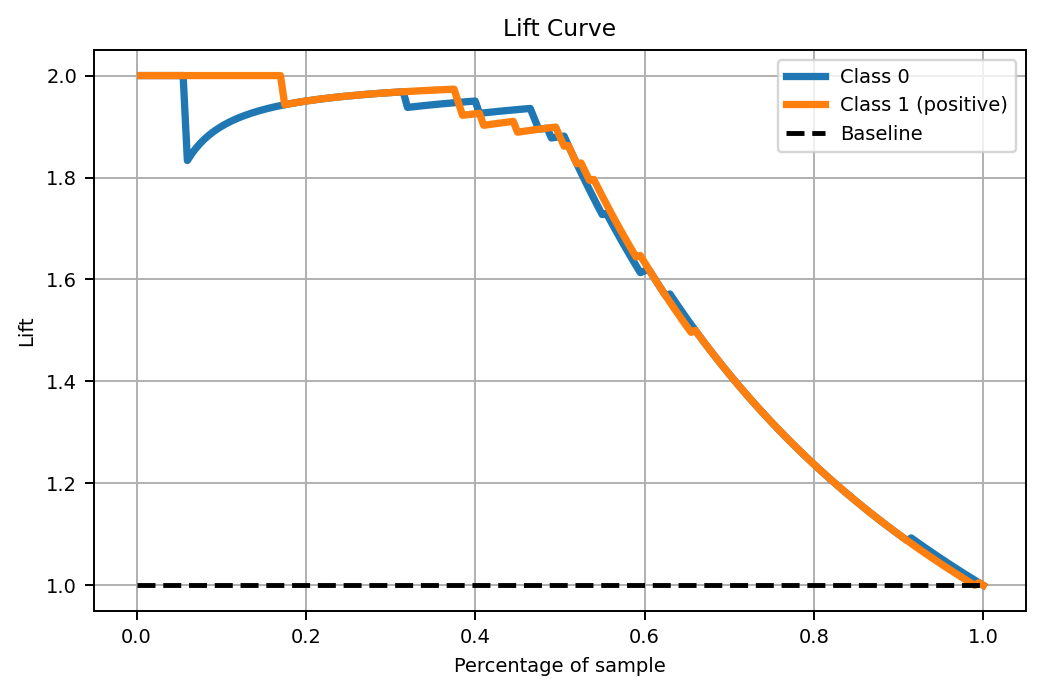 Lift Curve
2.0
1.8
1.6
1.4
1.2
1.0
Lift
Class 0
Class 1 (positive)
Baseline
0.0 0.2 0.4 0.6 0.8 1.0
Percentage of sample